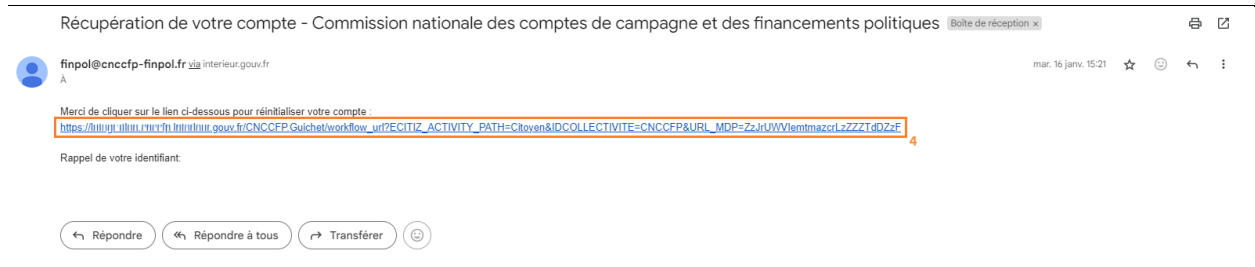 Récupération de votre compte - Commission nationale des comptes de campagne et des financements politiques Boîte de réception ×
finpol@cnccfp-finpol.fr via interieur.gouv.fr mar. 16 janv. 15:21
À
Merci de cliquer sur le lien ci-dessous pour réinitialiser votre compte :
gouv.fr/CNCCFP.Guichet/workflow_url?ECITIZ_ACTIVITY_PATH=Citoyen&IDCOLLECTIVITE=CNCCFP&URL_MDP=ZzJrUWVIemtmazcrLzZZZTdDZzF
4
Rappel de votre identifiant:
Répondre Répondre à tous Transférer